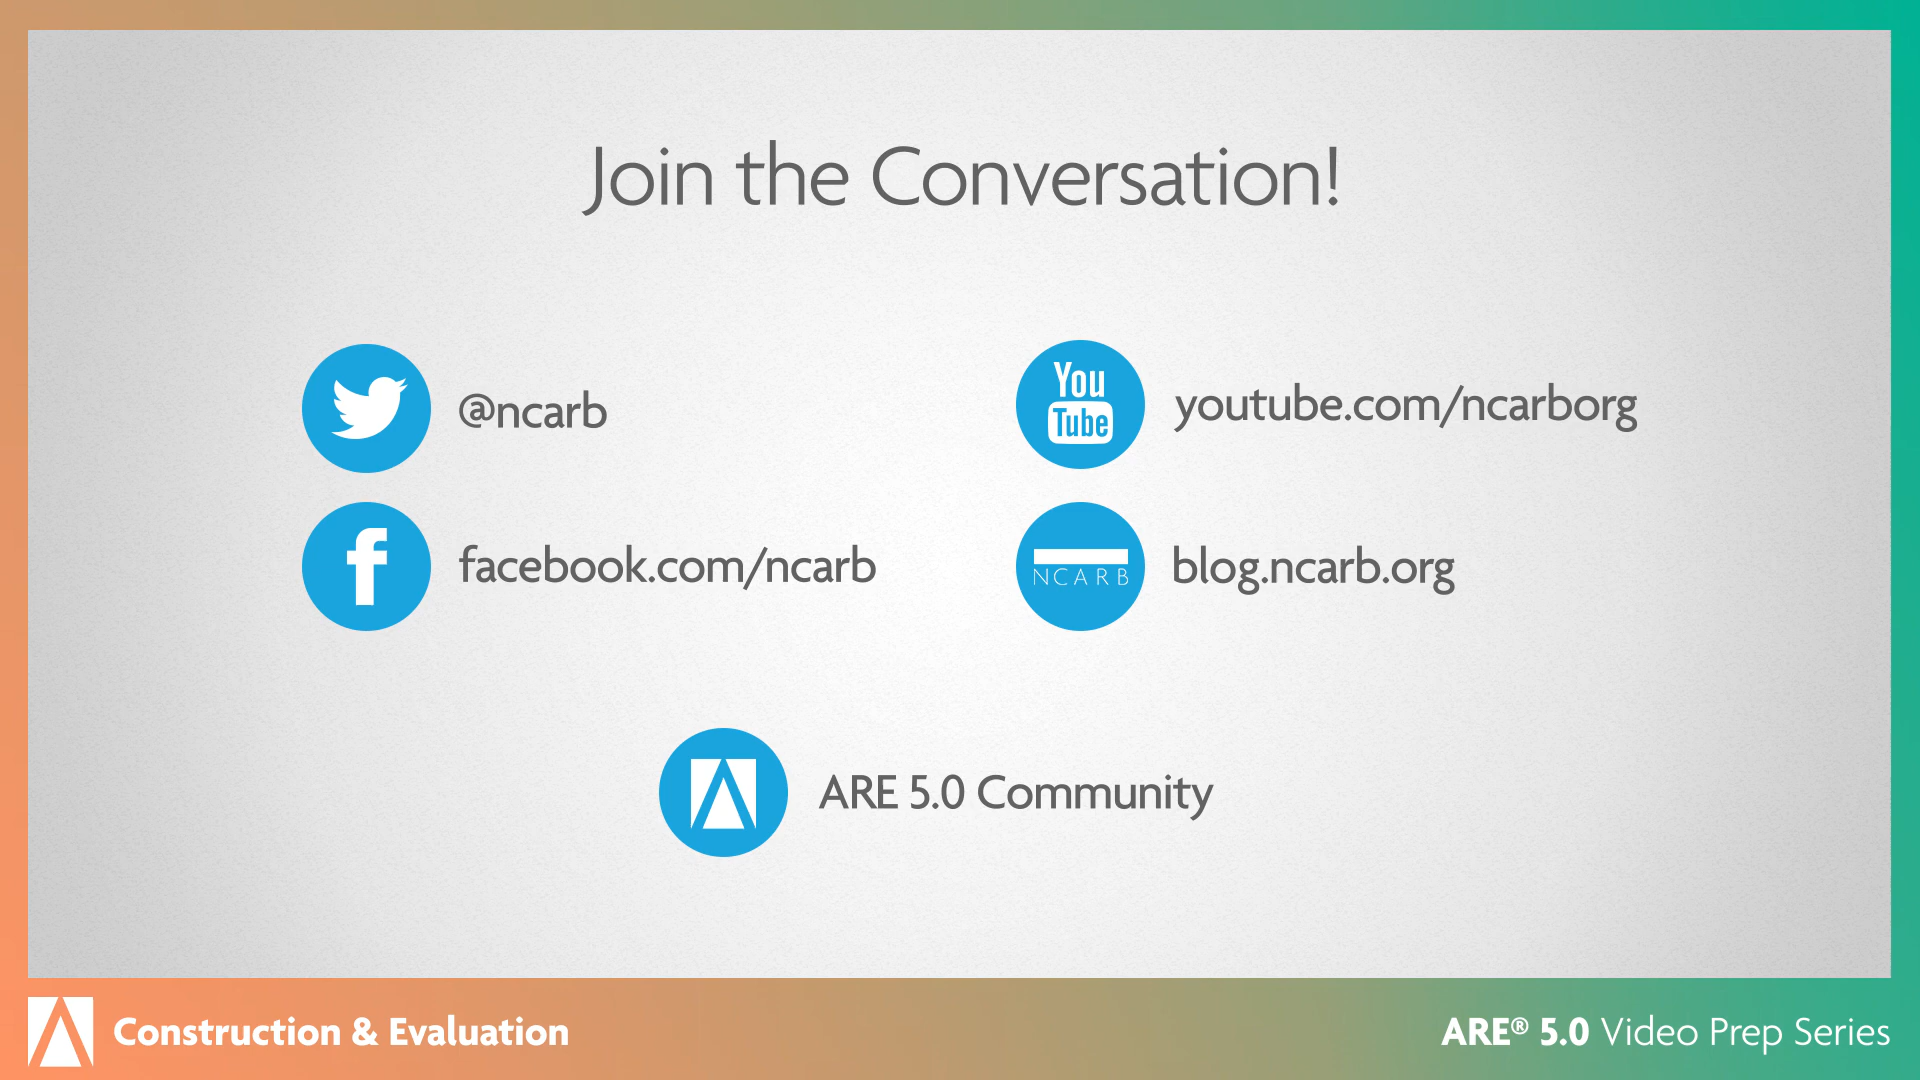 Join the Conversation!
@ncarb
You
Tube
youtube.com/ncarborg
facebook.com/ncarb
NCARB
blog.ncarb.org
ARE 5.0 Community
Construction & Evaluation
ARE® 5.0 Video Prep Series